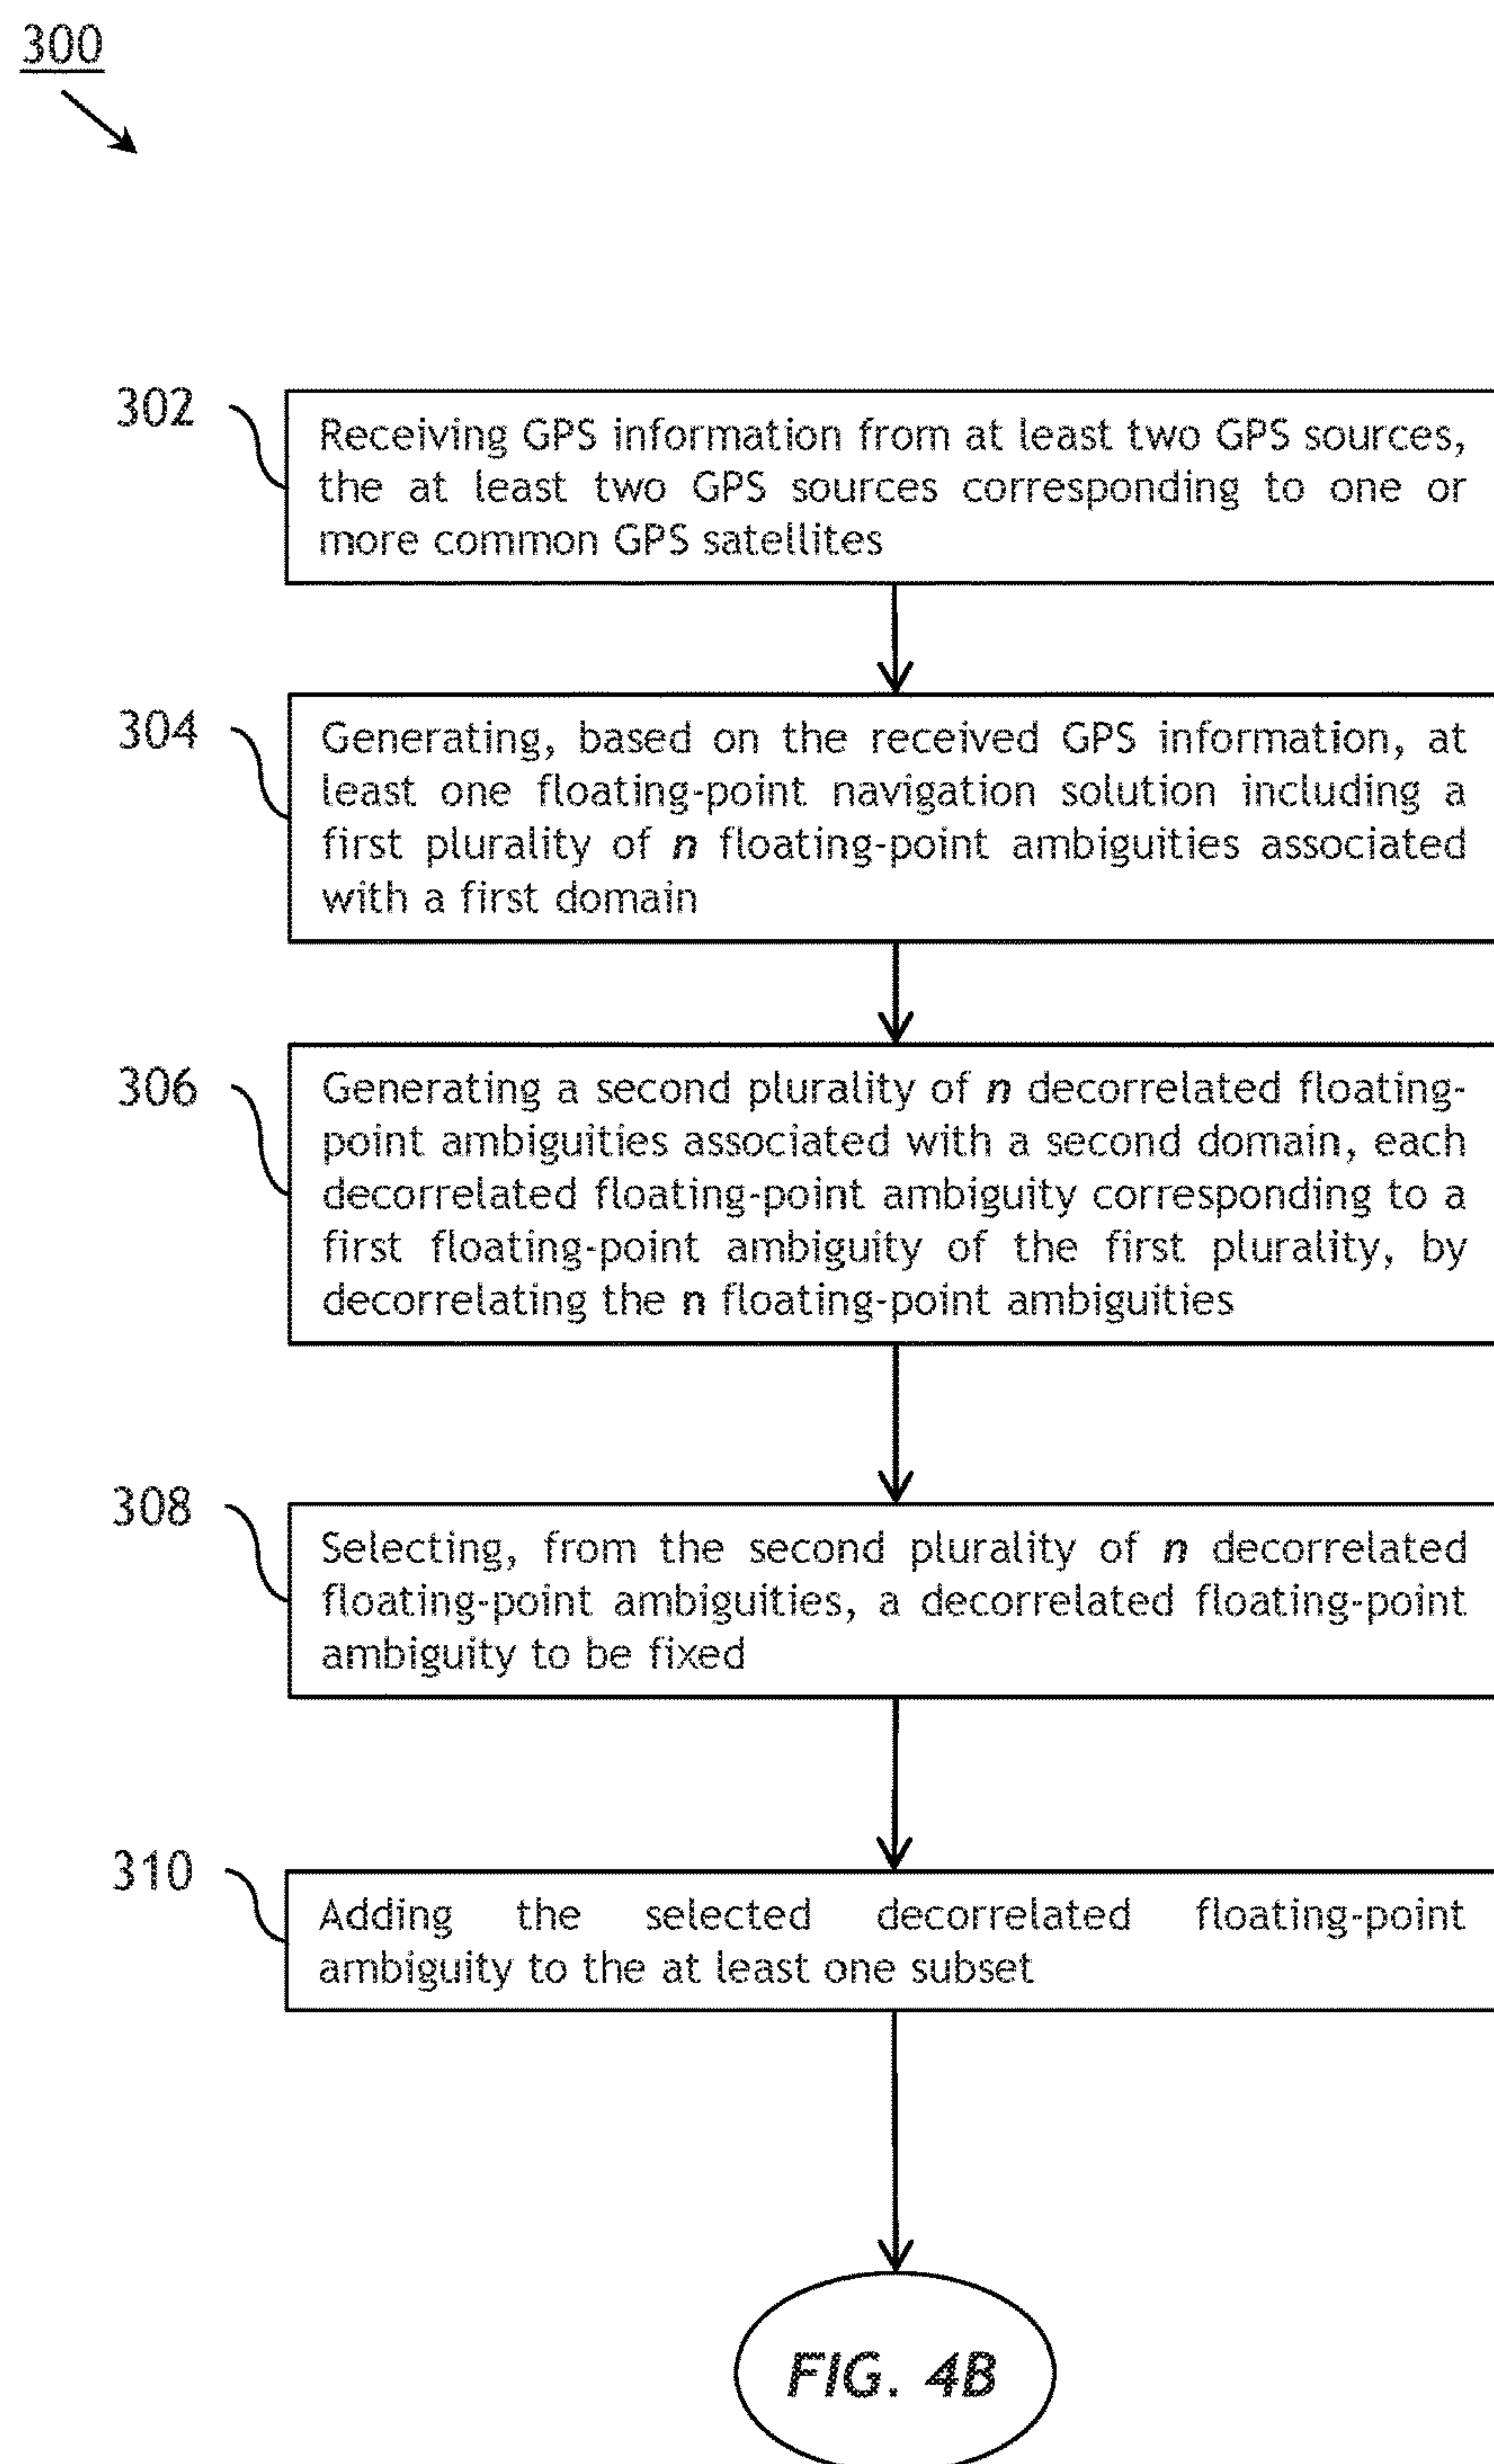 300
302
Receiving GPS information from at least two GPS sources,
the at least two GPS sources corresponding to one or
more common GPS satellites
304
Generating, based on the received GPS information, at
least one floating-point navigation solution including a
first plurality of n floating-point ambiguities associated
with a first domain
306
Generating a second plurality of n decorrelated floating-
point ambiguities associated with a second domain, each
decorrelated floating-point ambiguity corresponding to a
first floating-point ambiguity of the first plurality, by
decorrelating the n floating-point ambiguities
308
Selecting, from the second plurality of n decorrelated
floating-point ambiguities, a decorrelated floating-point
ambiguity to be fixed
310
Adding the selected decorrelated floating-point
ambiguity to the at least one subset
FIG. 4B